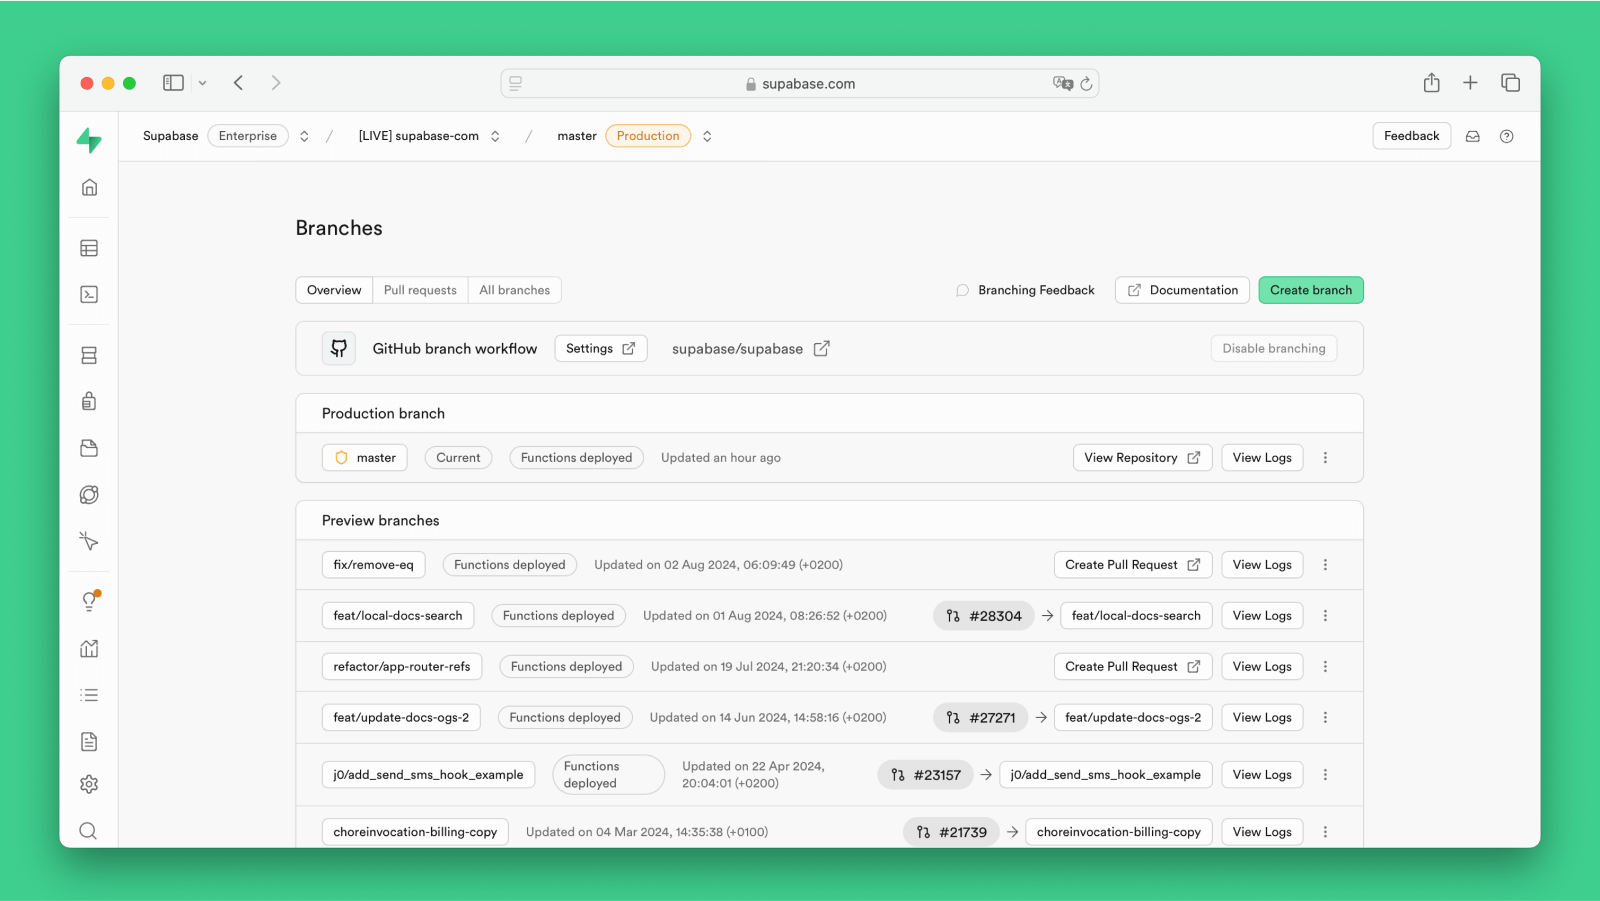 supabase.com
Supabase Enterprise / [LIVE] supabase-com / master Production Feedback
Branches
Overview Pull requests All branches Branching Feedback Documentation Create branch
GitHub branch workflow Settings supabase/supabase Disable branching
Production branch
master Current Functions deployed Updated an hour ago View Repository View Logs
Preview branches
fix/remove-eq Functions deployed Updated on 02 Aug 2024, 06:09:49 (+0200) Create Pull Request View Logs
feat/local-docs-search Functions deployed Updated on 01 Aug 2024, 08:26:52 (+0200) #28304 → feat/local-docs-search View Logs
refactor/app-router-refs Functions deployed Updated on 19 Jul 2024, 21:20:34 (+0200) Create Pull Request View Logs
feat/update-docs-ogs-2 Functions deployed Updated on 14 Jun 2024, 14:58:16 (+0200) #27271 → feat/update-docs-ogs-2 View Logs
j0/add_send_sms_hook_example Functions deployed Updated on 22 Apr 2024, 20:04:01 (+0200) #23157 → j0/add_send_sms_hook_example View Logs
choreinvocation-billing-copy Updated on 04 Mar 2024, 14:35:38 (+0100) #21739 → choreinvocation-billing-copy View Logs